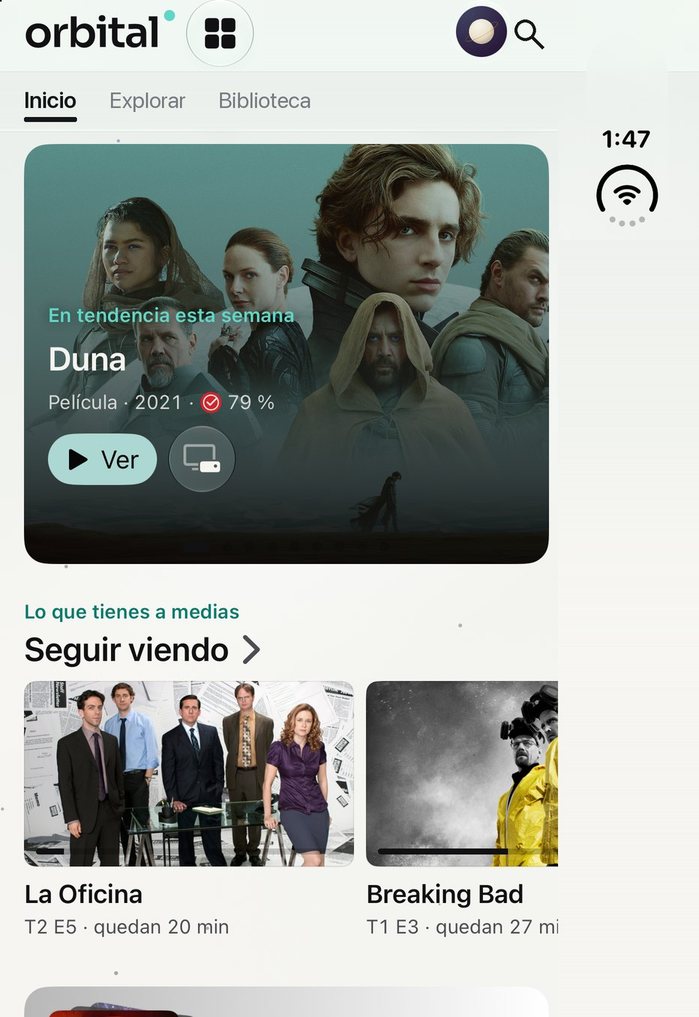 orbital
Inicio Explorar Biblioteca
1:47
En tendencia esta semana
Duna
Película · 2021 · 79 %
Ver
Lo que tienes a medias
Seguir viendo
La Oficina
T2 E5 · quedan 20 min
Breaking Bad
T1 E3 · quedan 27 mi